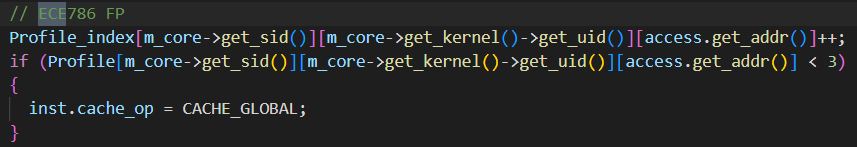 // ECE786 FP
Profile_index[m_core->get_sid()][m_core->get_kernel()->get_uid()][access.get_addr()]++;
if (Profile[m_core->get_sid()][m_core->get_kernel()->get_uid()][access.get_addr()] < 3)
{
  inst.cache_op = CACHE_GLOBAL;
}